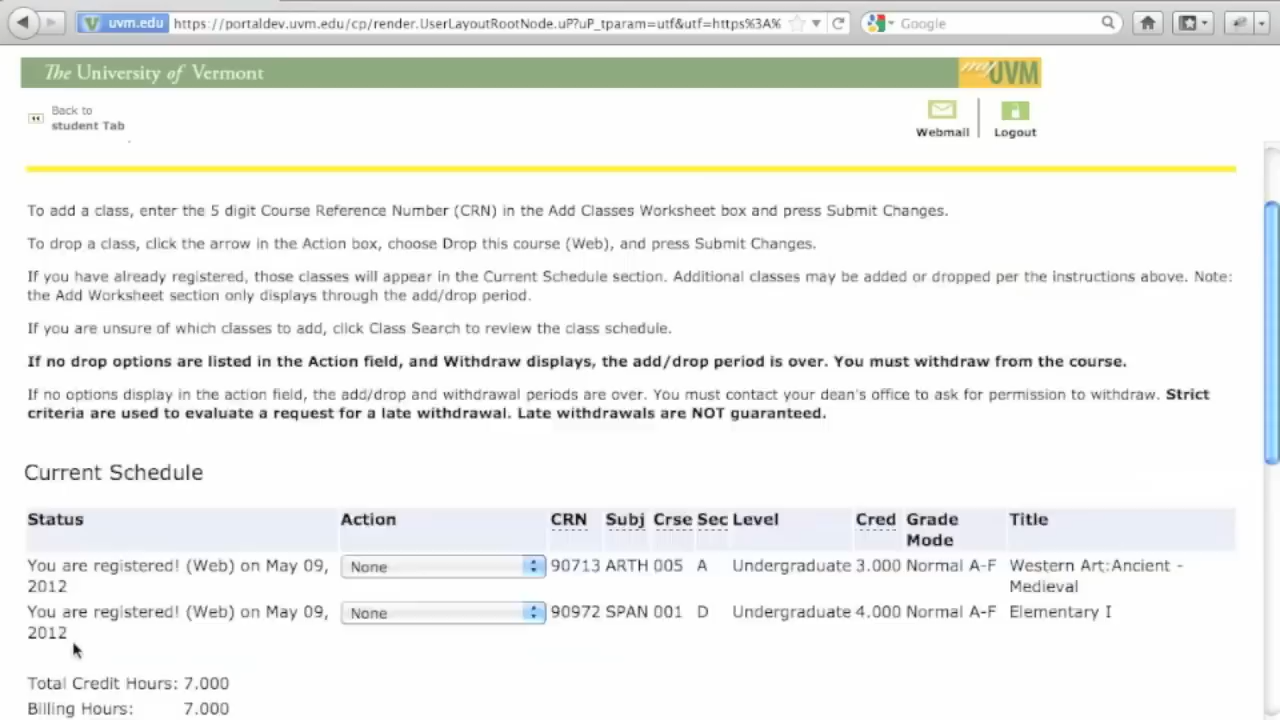 uvm.edu https://portaldev.uvm.edu/cp/render.UserLayoutRootNode.uP?uP_tparam=utf&utf=https%3A%  Google
The University of Vermont myUVM
Back to
student Tab
Webmail Logout
To add a class, enter the 5 digit Course Reference Number (CRN) in the Add Classes Worksheet box and press Submit Changes.
To drop a class, click the arrow in the Action box, choose Drop this course (Web), and press Submit Changes.
If you have already registered, those classes will appear in the Current Schedule section. Additional classes may be added or dropped per the instructions above. Note:
the Add Worksheet section only displays through the add/drop period.
If you are unsure of which classes to add, click Class Search to review the class schedule.
If no drop options are listed in the Action field, and Withdraw displays, the add/drop period is over. You must withdraw from the course.
If no options display in the action field, the add/drop and withdrawal periods are over. You must contact your dean's office to ask for permission to withdraw. Strict
criteria are used to evaluate a request for a late withdrawal. Late withdrawals are NOT guaranteed.
Current Schedule
Status Action CRN Subj Crse Sec Level Cred Grade Title
Mode
You are registered! (Web) on May 09, None 90713 ARTH 005 A Undergraduate 3.000 Normal A-F Western Art:Ancient -
2012 Medieval
You are registered! (Web) on May 09, None 90972 SPAN 001 D Undergraduate 4.000 Normal A-F Elementary I
2012
Total Credit Hours: 7.000
Billing Hours: 7.000